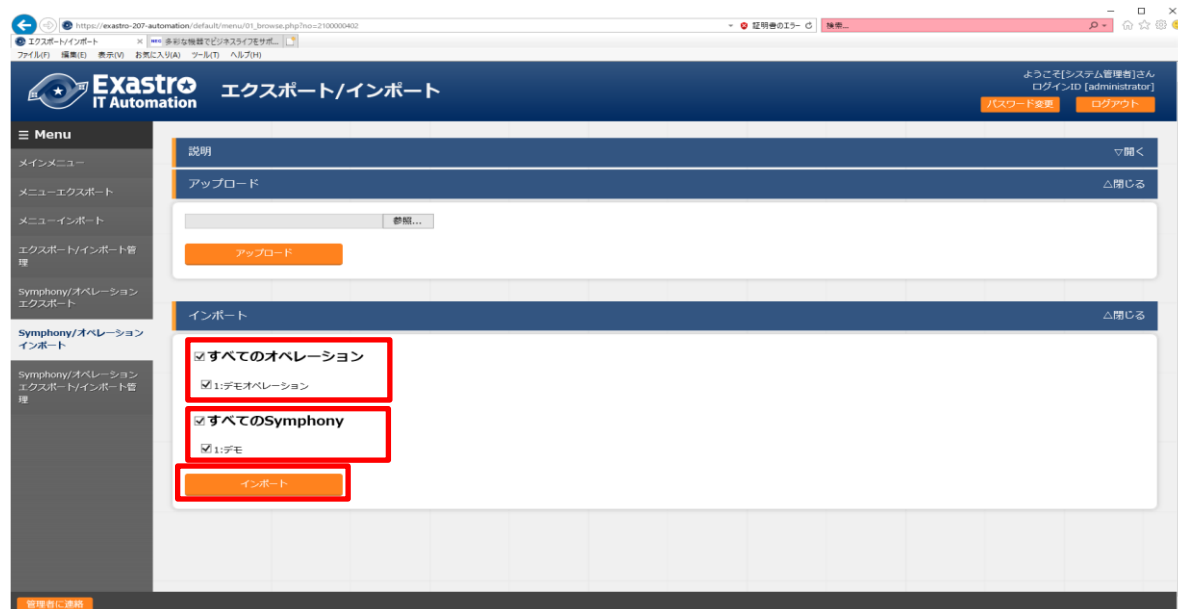 https://exastro-207-automation/default/menu/01_browse.php?no=2100000402
証明書のエラー
検索...
エクスポート/インポート
多彩な機器でビジネスライフをサポ...
ファイル(F) 編集(E) 表示(V) お気に入り(A) ツール(T) ヘルプ(H)
Exastro
IT Automation
エクスポート/インポート
ようこそ[システム管理者]さん
ログインID [administrator]
パスワード変更
ログアウト
Menu
メインメニュー
メニューエクスポート
メニューインポート
エクスポート/インポート管
理
Symphony/オペレーション
エクスポート
Symphony/オペレーション
インポート
Symphony/オペレーション
エクスポート/インポート管
理
説明
▽開く
アップロード
△閉じる
参照...
アップロード
インポート
△閉じる
すべてのオペレーション
1:デモオペレーション
すべてのSymphony
1:デモ
インポート
管理者に連絡